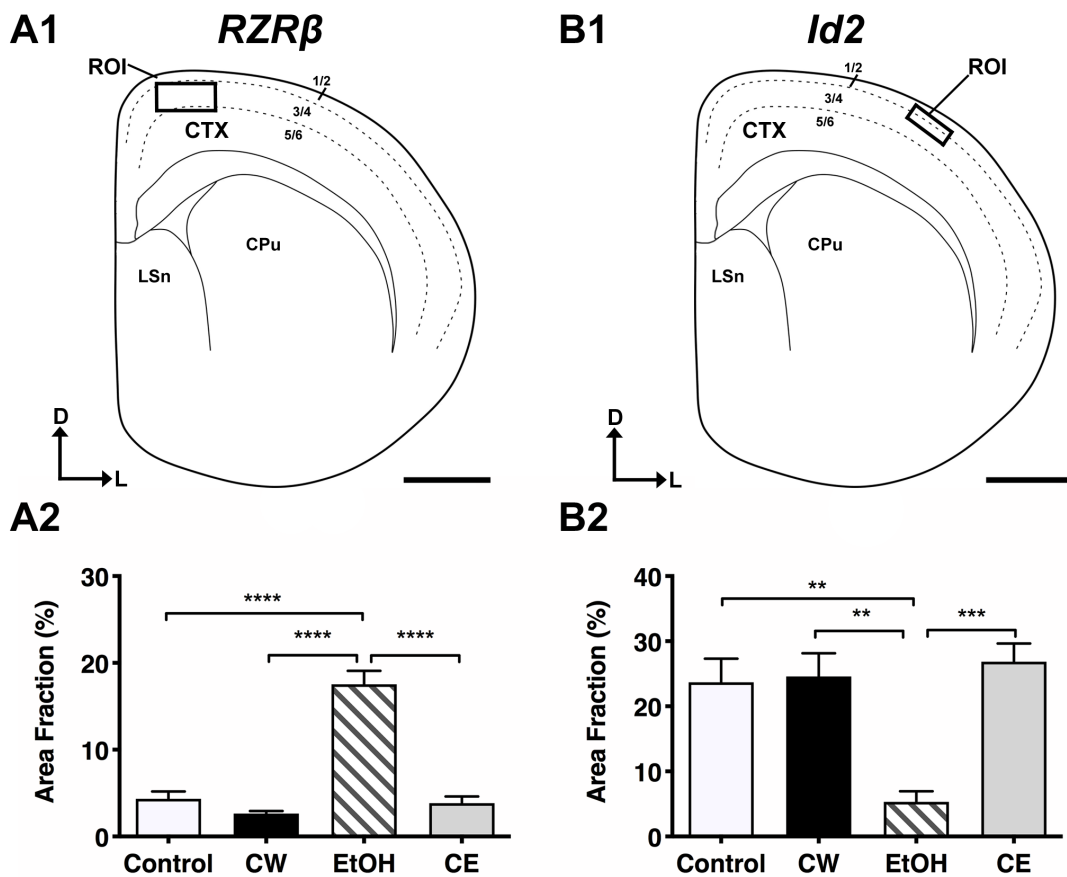 A1
RZRβ
ROI
1/2
3/4
5/6
CTX
CPu
LSn
D
L
B1
Id2
ROI
1/2
3/4
5/6
CTX
CPu
LSn
D
L
A2
Area Fraction (%)
30
20
10
0
****
****
****
Control
CW
EtOH
CE
B2
Area Fraction (%)
40
30
20
10
0
**
**
***
Control
CW
EtOH
CE